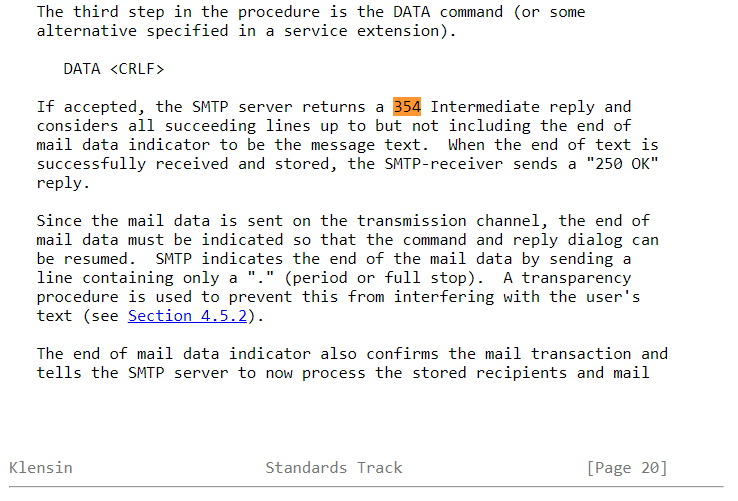 The third step in the procedure is the DATA command (or some
alternative specified in a service extension).
DATA <CRLF>
If accepted, the SMTP server returns a 354 Intermediate reply and
considers all succeeding lines up to but not including the end of
mail data indicator to be the message text.  When the end of text is
successfully received and stored, the SMTP-receiver sends a "250 OK"
reply.
Since the mail data is sent on the transmission channel, the end of
mail data must be indicated so that the command and reply dialog can
be resumed.  SMTP indicates the end of the mail data by sending a
line containing only a "." (period or full stop).  A transparency
procedure is used to prevent this from interfering with the user's
text (see Section 4.5.2).
The end of mail data indicator also confirms the mail transaction and
tells the SMTP server to now process the stored recipients and mail
Klensin Standards Track [Page 20]